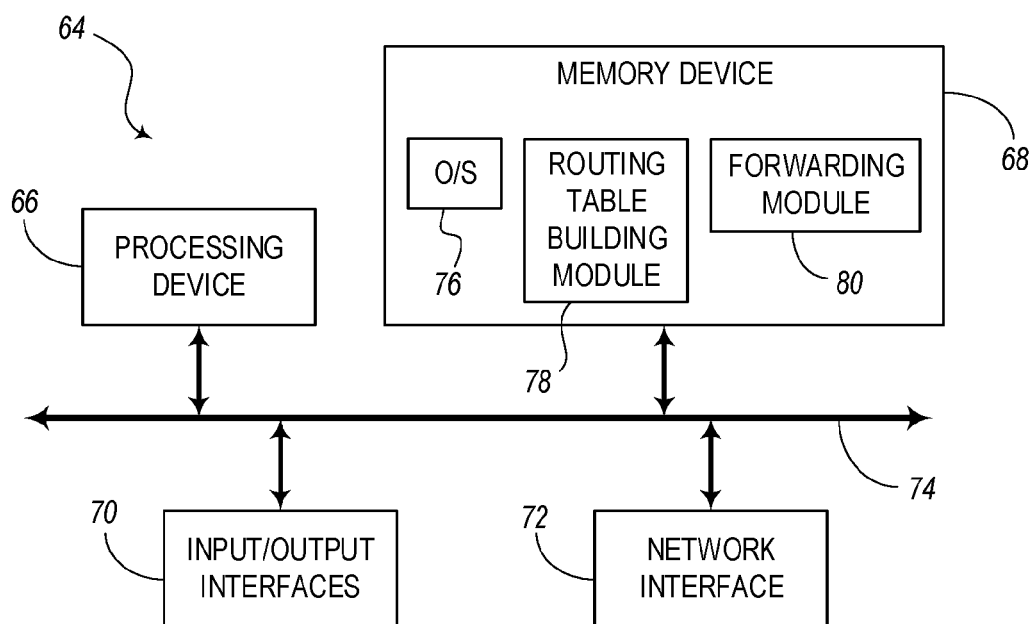 64
MEMORY DEVICE
68
O/S
76
ROUTING
TABLE
BUILDING
MODULE
78
FORWARDING
MODULE
80
66
PROCESSING
DEVICE
74
70
INPUT/OUTPUT
INTERFACES
72
NETWORK
INTERFACE